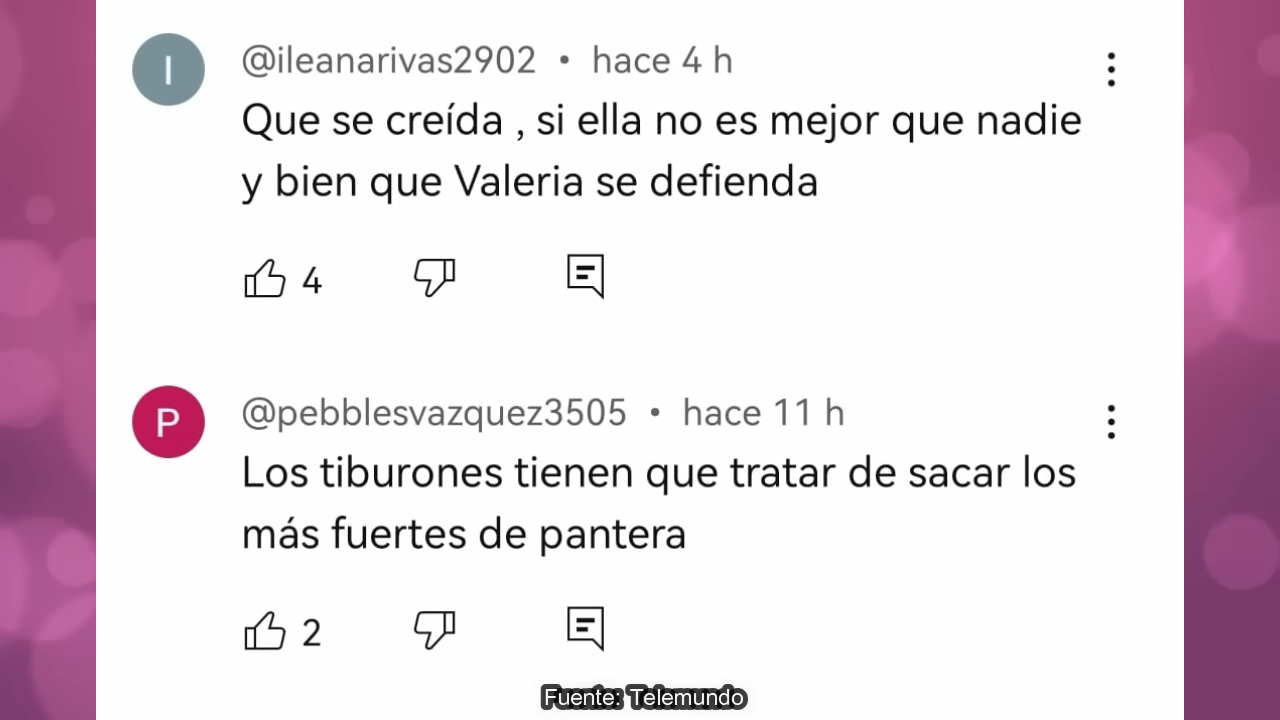 I
@ileanarivas2902 • hace 4 h
Que se creída , si ella no es mejor que nadie
y bien que Valeria se defienda
4
P
@pebblesvazquez3505 • hace 11 h
Los tiburones tienen que tratar de sacar los
más fuertes de pantera
2
Fuente: Telemundo